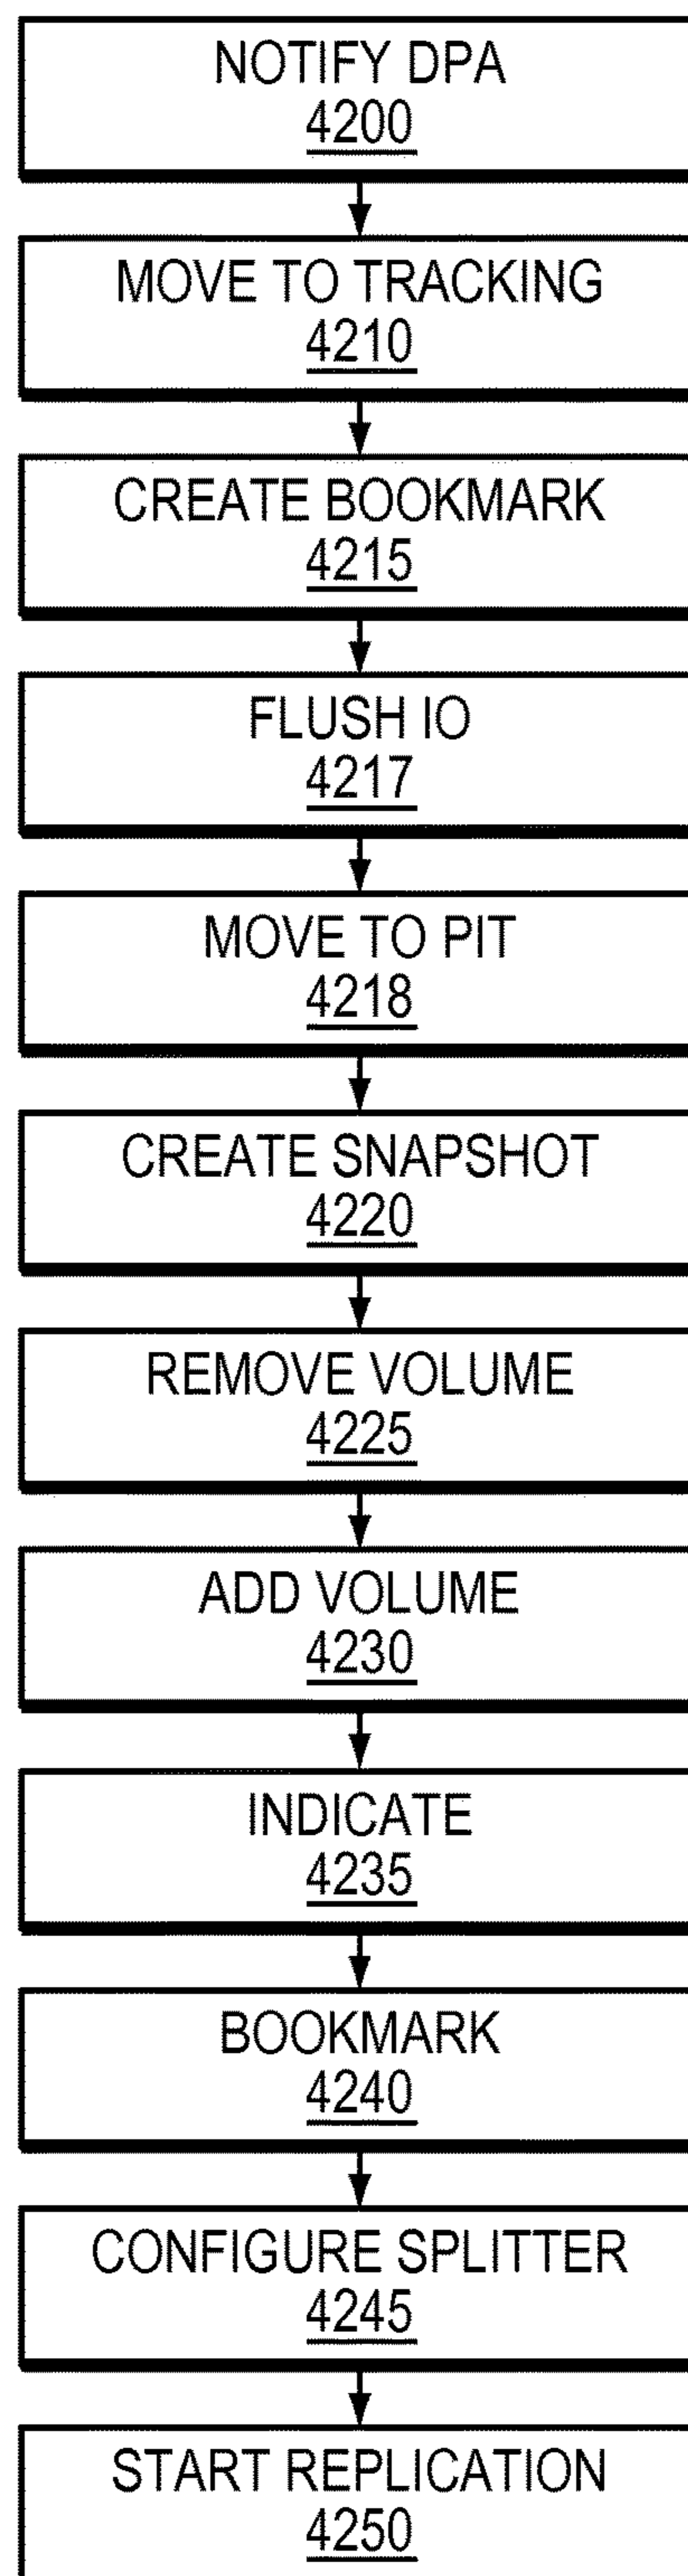 NOTIFY DPA
4200
MOVE TO TRACKING
4210
CREATE BOOKMARK
4215
FLUSH IO
4217
MOVE TO PIT
4218
CREATE SNAPSHOT
4220
REMOVE VOLUME
4225
ADD VOLUME
4230
INDICATE
4235
BOOKMARK
4240
CONFIGURE SPLITTER
4245
START REPLICATION
4250